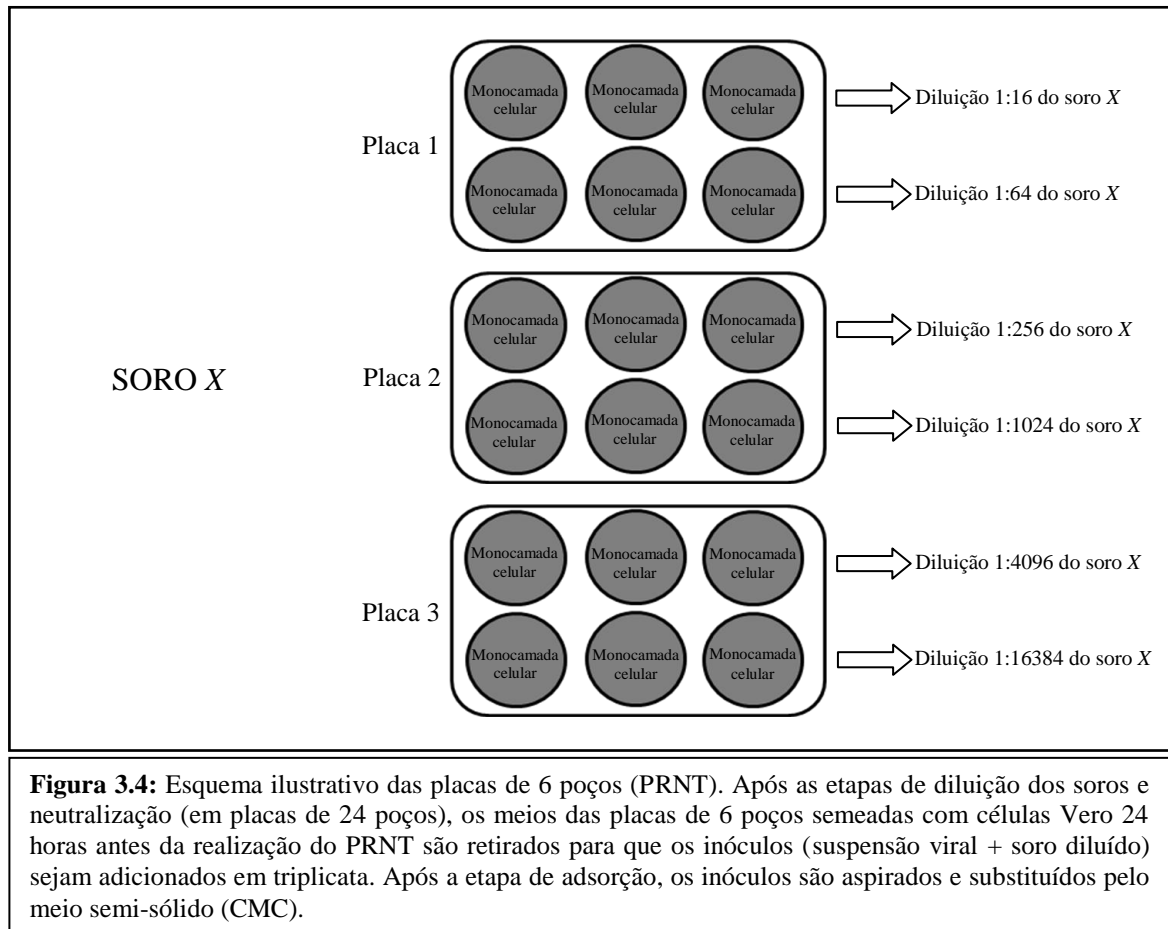 Monocamada celular
Monocamada celular
Monocamada celular
Diluição 1:16 do soro X
Placa 1
Monocamada celular
Monocamada celular
Monocamada celular
Diluição 1:64 do soro X
Monocamada celular
Monocamada celular
Monocamada celular
Diluição 1:256 do soro X
SORO X
Placa 2
Monocamada celular
Monocamada celular
Monocamada celular
Diluição 1:1024 do soro X
Monocamada celular
Monocamada celular
Monocamada celular
Diluição 1:4096 do soro X
Placa 3
Monocamada celular
Monocamada celular
Monocamada celular
Diluição 1:16384 do soro X
Figura 3.4: Esquema ilustrativo das placas de 6 poços (PRNT). Após as etapas de diluição dos soros e
neutralização (em placas de 24 poços), os meios das placas de 6 poços semeadas com células Vero 24
horas antes da realização do PRNT são retirados para que os inóculos (suspensão viral + soro diluído)
sejam adicionados em triplicata. Após a etapa de adsorção, os inóculos são aspirados e substituídos pelo
meio semi-sólido (CMC).